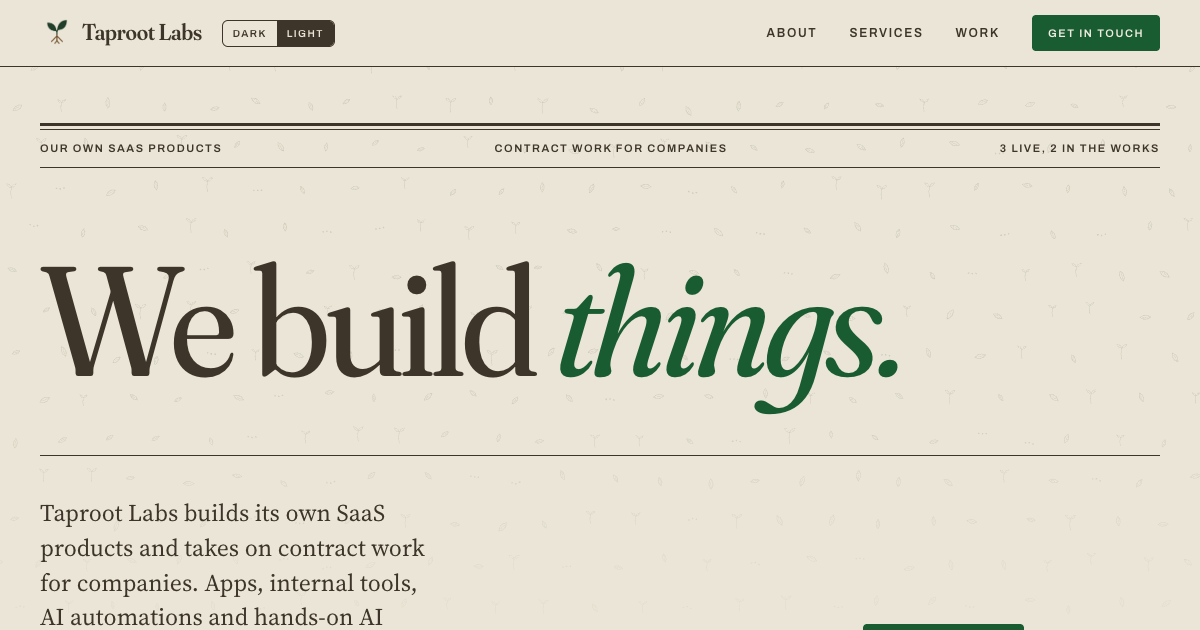 Taproot Labs
DARK LIGHT
ABOUT SERVICES WORK GET IN TOUCH
OUR OWN SAAS PRODUCTS
CONTRACT WORK FOR COMPANIES
3 LIVE, 2 IN THE WORKS
We build things.
Taproot Labs builds its own SaaS
products and takes on contract work
for companies. Apps, internal tools,
AI automations and hands-on AI